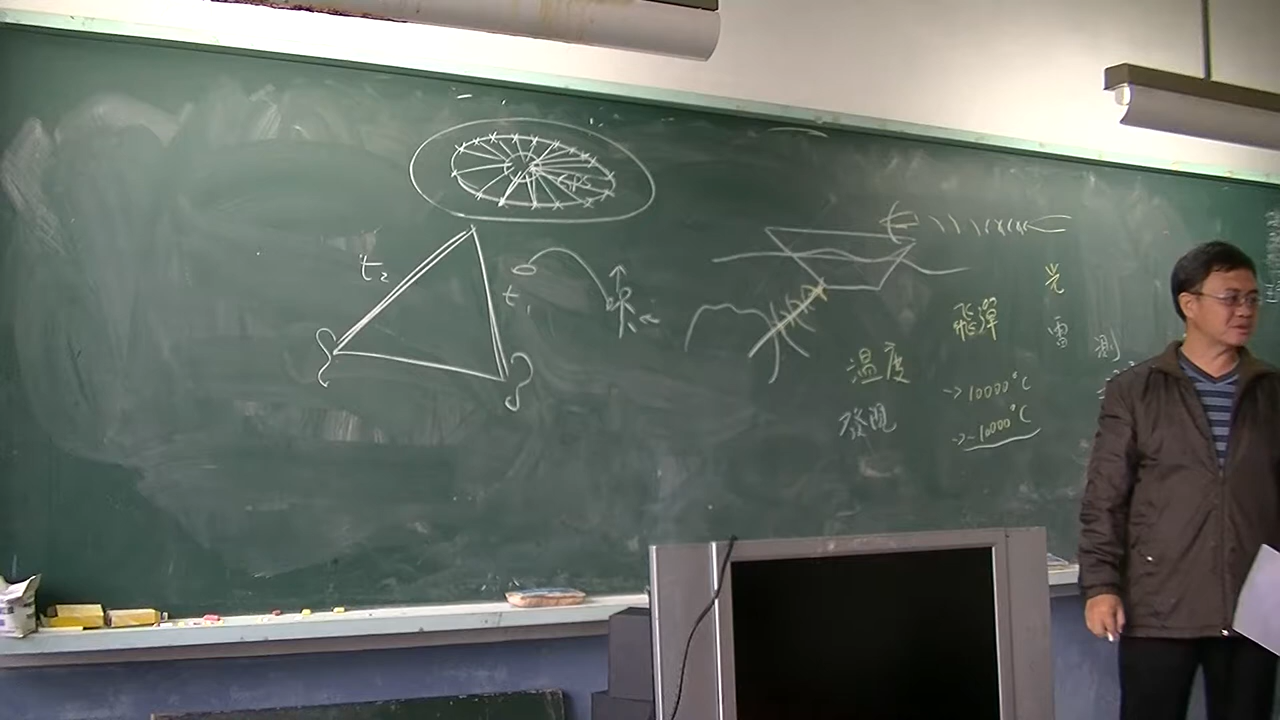 t₂
t₁
光
飛彈
雷
測
溫度
→10000°C
發現
→-10000°C